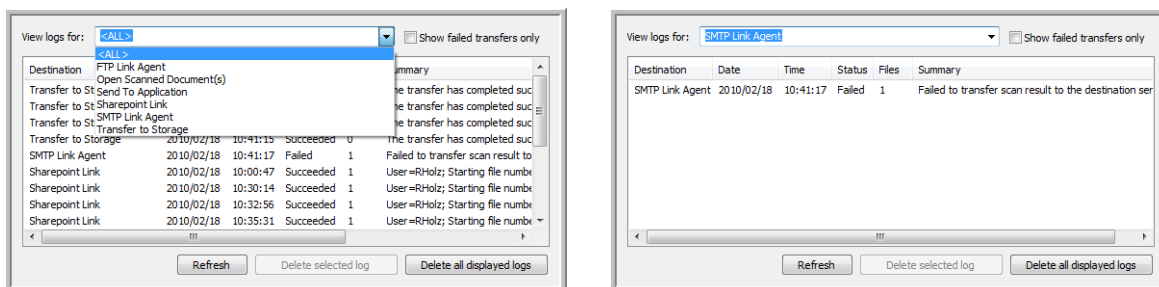 View logs for: <ALL> Show failed transfers only
<ALL>
FTP Link Agent
Open Scanned Document(s)
Send To Application
Sharepoint Link
SMTP Link Agent
Transfer to Storage
Destination mmary
Transfer to St he transfer has completed suc
Transfer to St he transfer has completed suc
Transfer to St he transfer has completed suc
Transfer to Storage 2010/02/18 10:41:15 Succeeded 0 The transfer has completed suc
SMTP Link Agent 2010/02/18 10:41:17 Failed 1 Failed to transfer scan result to
Sharepoint Link 2010/02/18 10:00:47 Succeeded 1 User=RHolz; Starting file numbe
Sharepoint Link 2010/02/18 10:30:14 Succeeded 1 User=RHolz; Starting file numbe
Sharepoint Link 2010/02/18 10:32:56 Succeeded 1 User=RHolz; Starting file numbe
Sharepoint Link 2010/02/18 10:35:31 Succeeded 1 User=RHolz; Starting file numbe
Refresh Delete selected log Delete all displayed logs
View logs for: SMTP Link Agent Show failed transfers only
Destination Date Time Status Files Summary
SMTP Link Agent 2010/02/18 10:41:17 Failed 1 Failed to transfer scan result to the destination ser
Refresh Delete selected log Delete all displayed logs